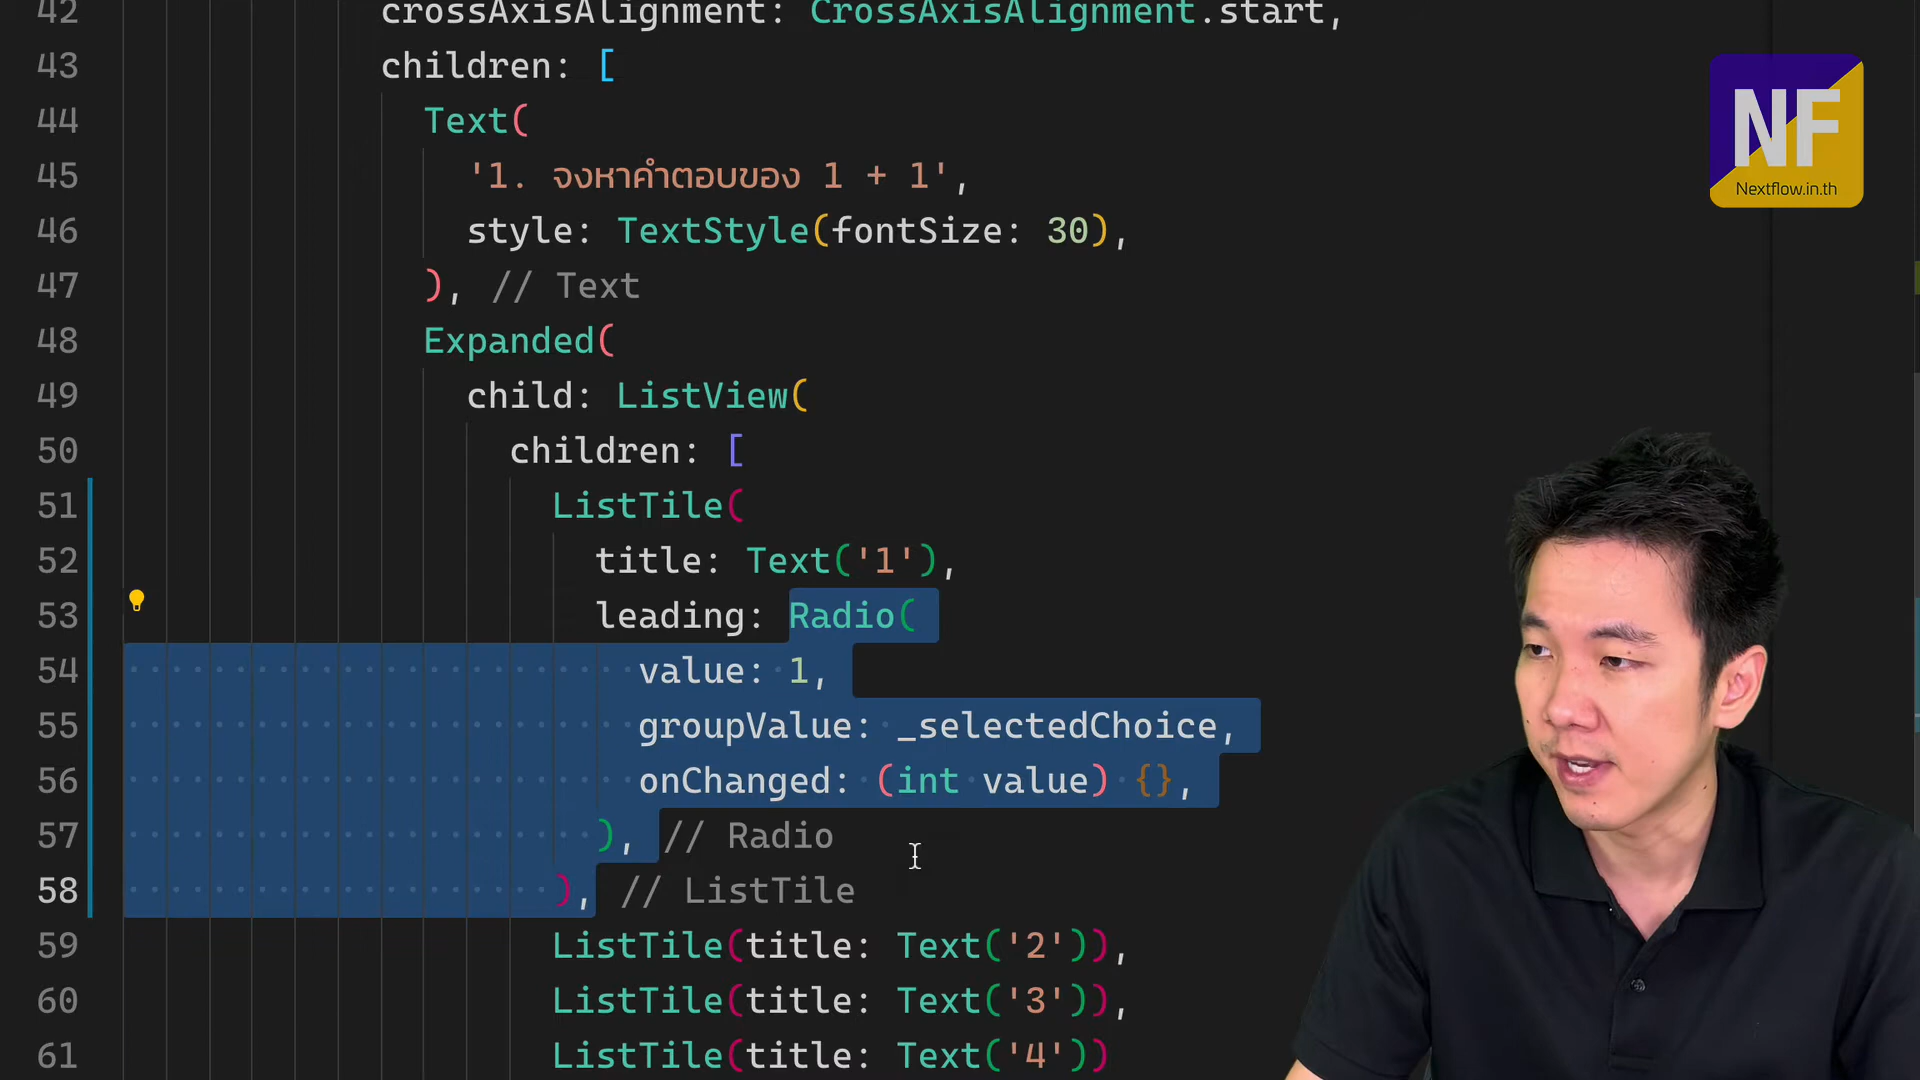 42 crossAxisAlignment: CrossAxisAlignment.start,
43 children: [
44 Text(
45 '1. จงหาคำตอบของ 1 + 1',
46 style: TextStyle(fontSize: 30),
47 ), // Text
48 Expanded(
49 child: ListView(
50 children: [
51 ListTile(
52 title: Text('1'),
53 leading: Radio(
54 value: 1,
55 groupValue: _selectedChoice,
56 onChanged: (int value) {},
57 ), // Radio
58 ), // ListTile
59 ListTile(title: Text('2')),
60 ListTile(title: Text('3')),
61 ListTile(title: Text('4'))
NF
Nextflow.in.th